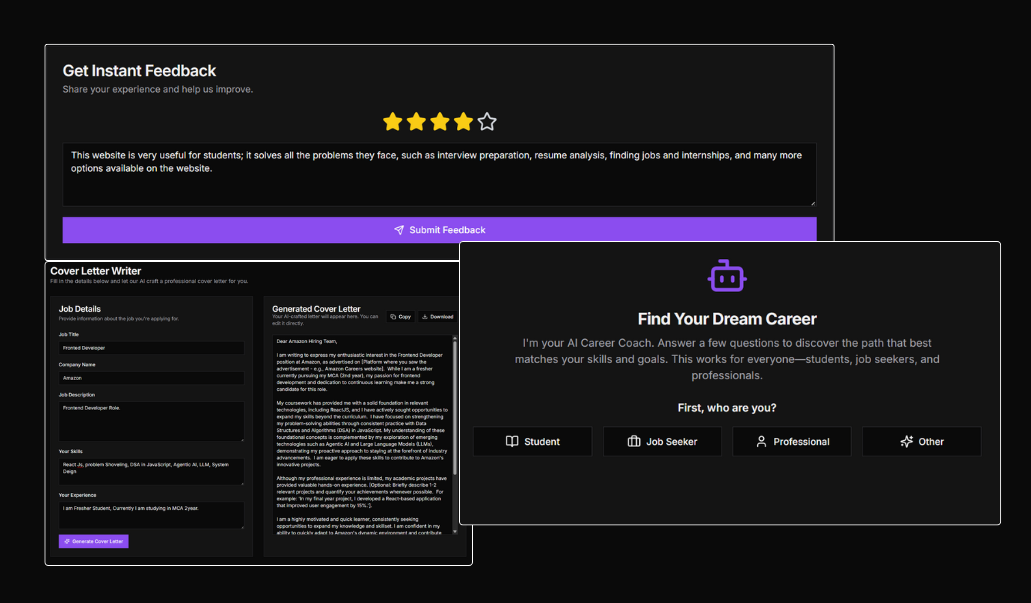 Get Instant Feedback
Share your experience and help us improve.
This website is very useful for students; it solves all the problems they face, such as interview preparation, resume analysis, finding jobs and internships, and many more
options available on the website.
Submit Feedback
Cover Letter Writer
Fill in the details below and let our AI craft a professional cover letter for you.
Job Details
Provide information about the job you're applying for.
Job Title
Frontend Developer
Company Name
Amazon
Job Description
Frontend Developer Role.
Your Skills
React Js, problem Shoveling, DSA in JavaScript, Agentic AI, LLM, System
Deign
Your Experience
I am Fresher Student, Currently I am studying in MCA 2year.
Generate Cover Letter
Generated Cover Letter
Your AI-crafted letter will appear here. You can
edit it directly.
Copy
Download
Dear Amazon Hiring Team,
I am writing to express my enthusiastic interest in the Frontend Developer
position at Amazon, as advertised on [Platform where you saw the
advertisement - e.g., Amazon Careers website]. While I am a fresher
currently pursuing my MCA (2nd year), my passion for frontend
development and dedication to continuous learning make me a strong
candidate for this role.
My coursework has provided me with a solid foundation in relevant
technologies, including ReactJS, and I have actively sought opportunities to
expand my skills beyond the curriculum. I have focused on strengthening
my problem-solving abilities through consistent practice with Data
Structures and Algorithms (DSA) in JavaScript. My understanding of these
foundational concepts is complemented by my exploration of emerging
technologies such as Agentic AI and Large Language Models (LLMs),
demonstrating my proactive approach to staying at the forefront of industry
advancements. I am eager to apply these skills to contribute to Amazon's
innovative projects.
Although my professional experience is limited, my academic projects have
provided valuable hands-on experience. [Optional: Briefly describe 1-2
relevant projects and quantify your achievements whenever possible. For
example: 'In my final year project, I developed a React-based application
that improved user engagement by 15%.'].
I am a highly motivated and quick learner, consistently seeking
opportunities to expand my knowledge and skillset. I am confident in my
ability to quickly adapt to Amazon's dynamic environment and contribute
Find Your Dream Career
I'm your AI Career Coach. Answer a few questions to discover the path that best
matches your skills and goals. This works for everyone—students, job seekers, and
professionals.
First, who are you?
Student
Job Seeker
Professional
Other